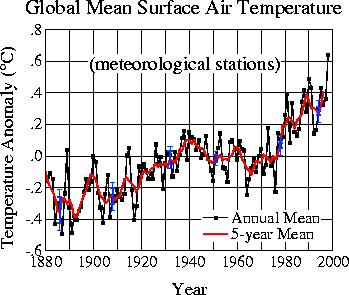 Global Mean Surface Air Temperature
(meteorological stations)
Temperature Anomaly (°C)
.8
.6
.4
.2
.0
-.2
-.4
-.6
Annual Mean
5-year Mean
1880 1900 1920 1940 1960 1980 2000
Year